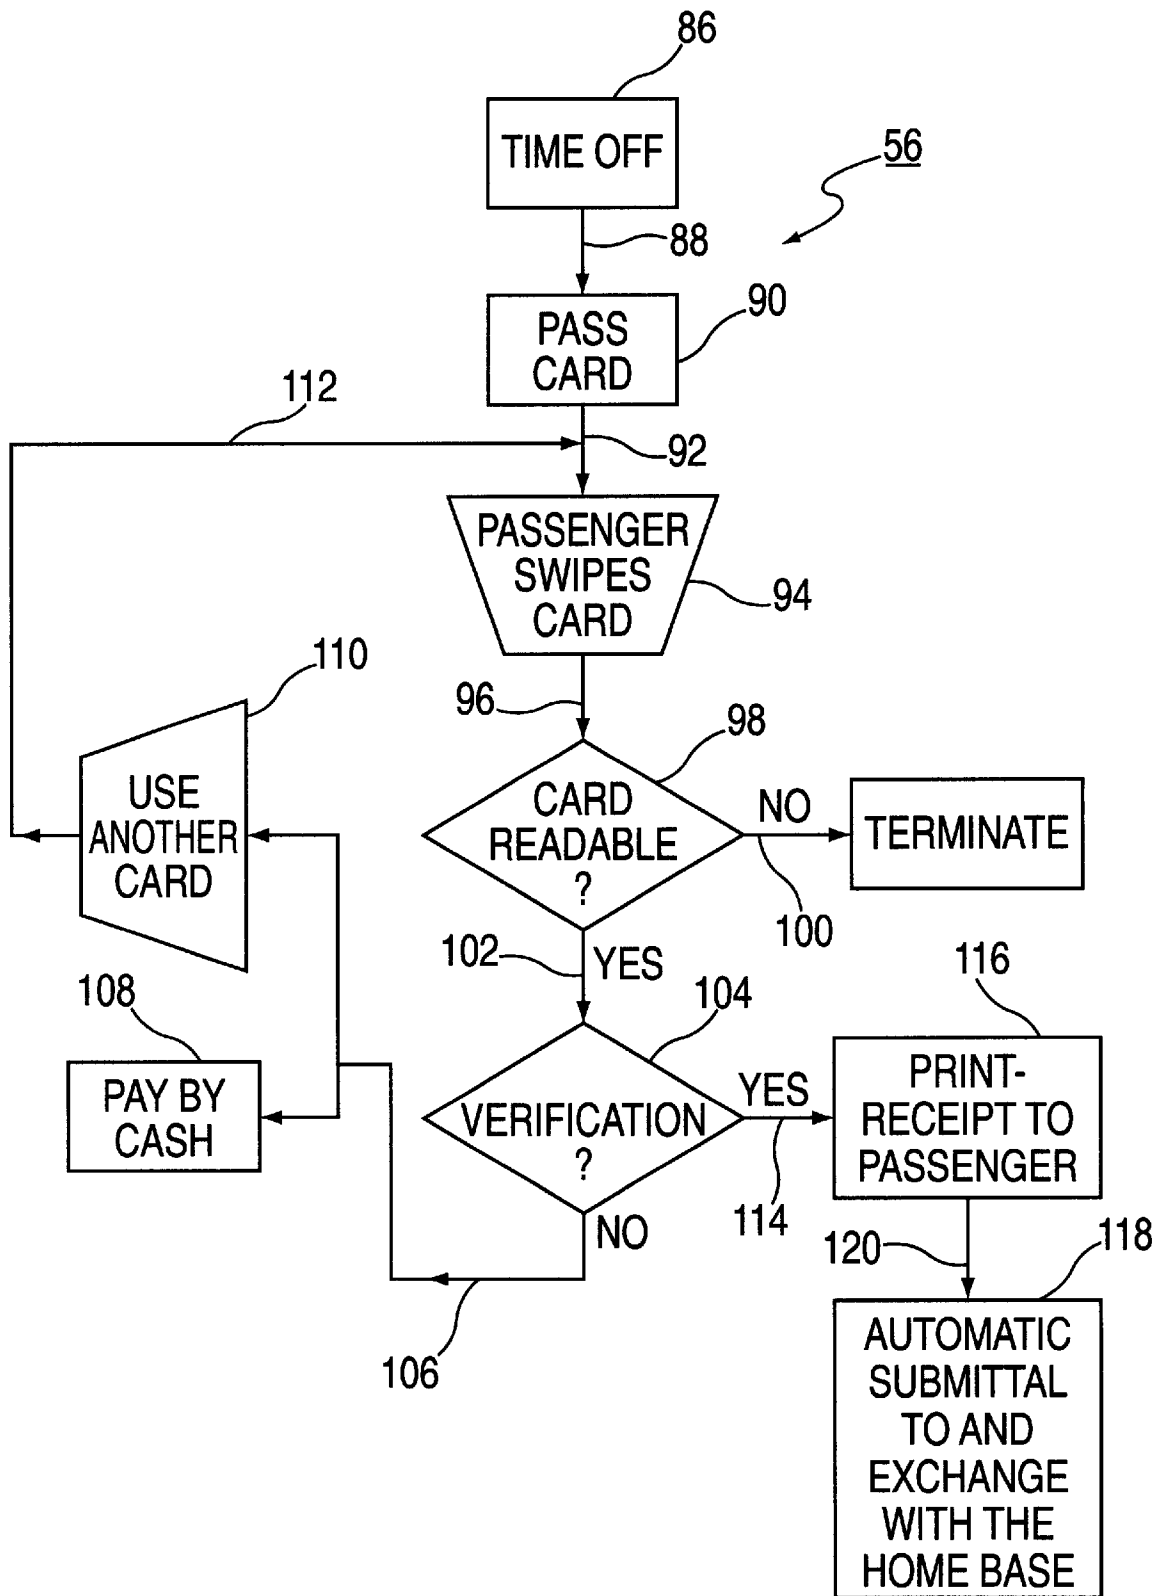 86
TIME OFF
56
88
90
PASS
CARD
112
92
PASSENGER
SWIPES
CARD
94
110
96
98
USE
ANOTHER
CARD
CARD
READABLE
?
NO
TERMINATE
100
102
YES
116
108
104
PAY BY
CASH
VERIFICATION
?
YES
PRINT-
RECEIPT TO
PASSENGER
114
NO
120
118
106
AUTOMATIC
SUBMITTAL
TO AND
EXCHANGE
WITH THE
HOME BASE